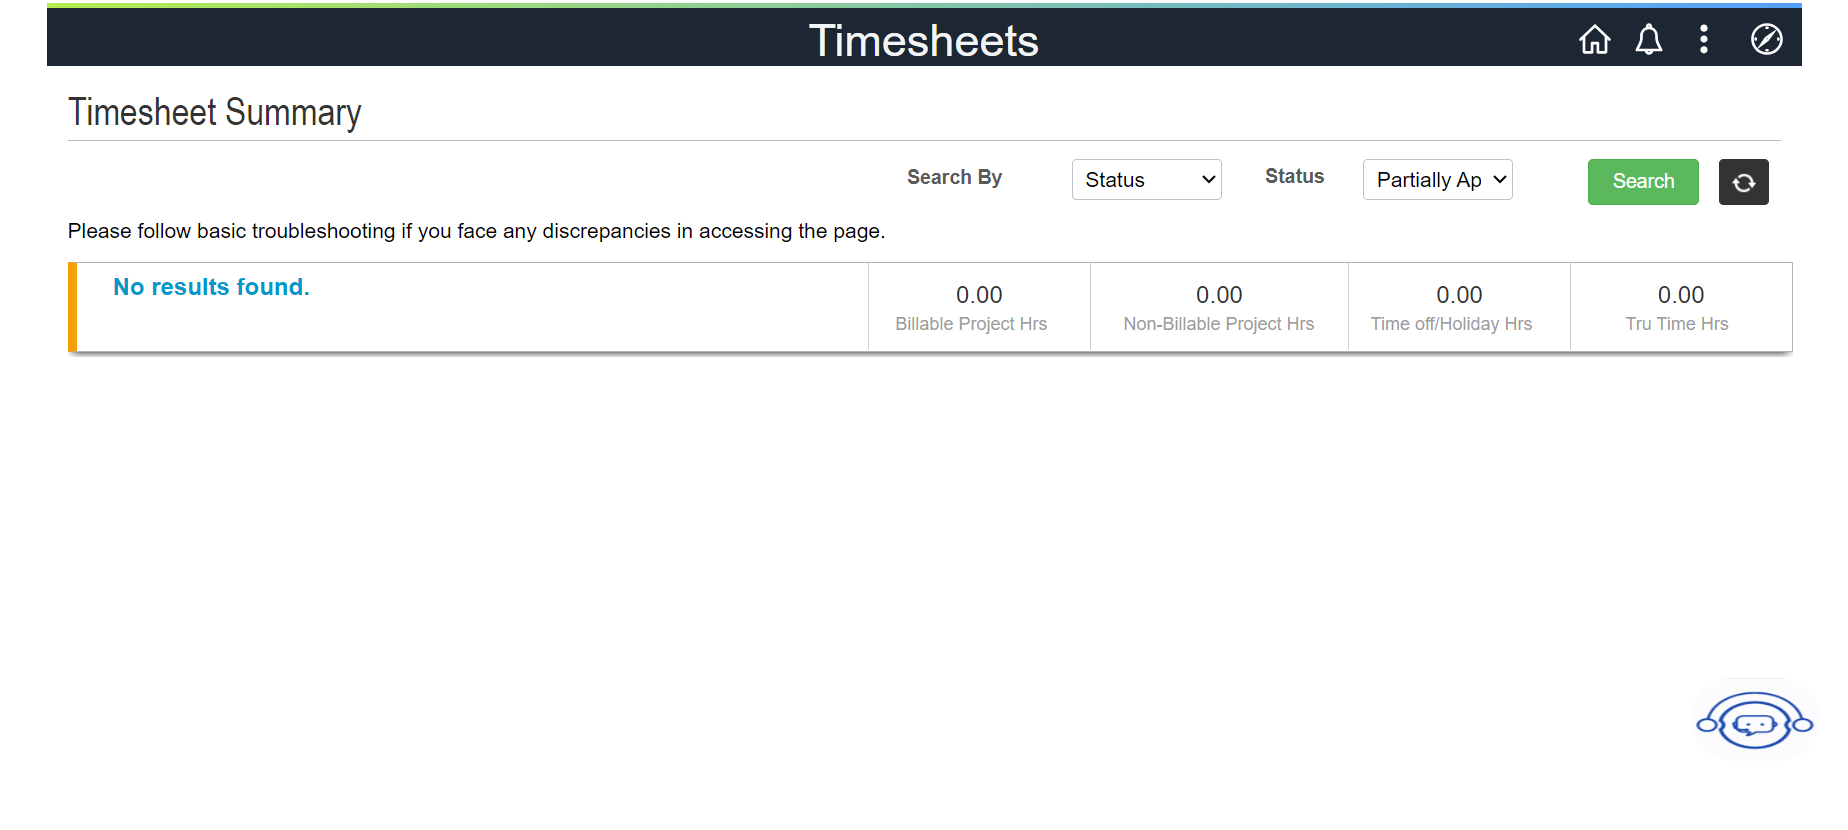 Timesheets
Timesheet Summary
Search By Status Status Partially Ap Search
Please follow basic troubleshooting if you face any discrepancies in accessing the page.
No results found.
0.00 0.00 0.00 0.00
Billable Project Hrs Non-Billable Project Hrs Time off/Holiday Hrs Tru Time Hrs